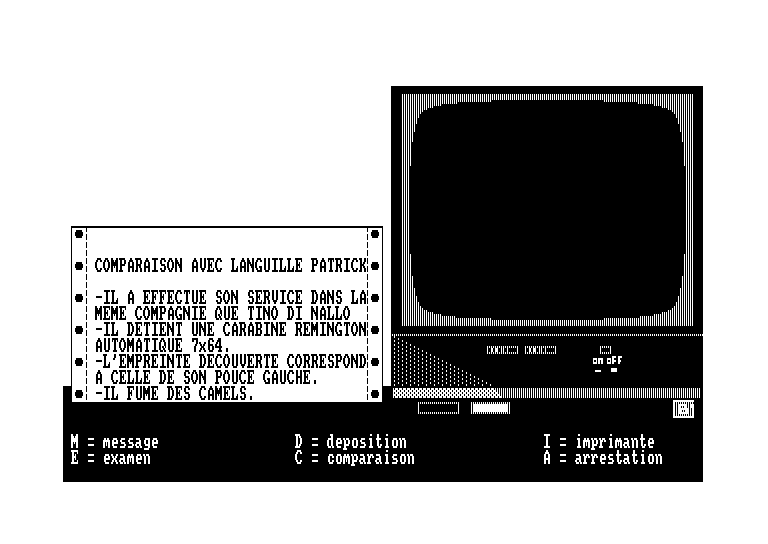 COMPARAISON AVEC LANGUILLE PATRICK
-IL A EFFECTUE SON SERVICE DANS LA
MEME COMPAGNIE QUE TINO DI NALLO
-IL DETIENT UNE CARABINE REMINGTON
AUTOMATIQUE 7x64.
-L'EMPREINTE DECOUVERTE CORRESPOND
A CELLE DE SON POUCE GAUCHE.
-IL FUME DES CAMELS.
on oFF
M = message D = deposition I = imprimante
E = examen C = comparaison A = arrestation